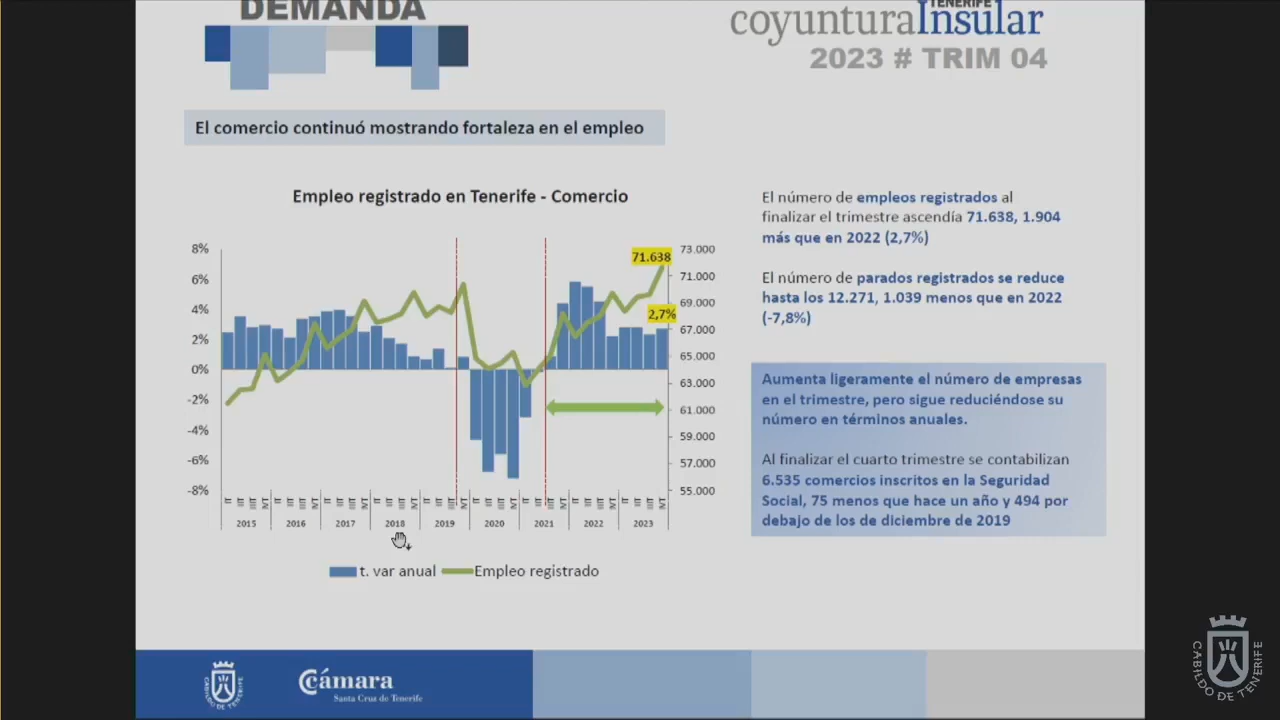 DEMANDA
TENERIFE
coyunturaInsular
2023 # TRIM 04
El comercio continuó mostrando fortaleza en el empleo
Empleo registrado en Tenerife - Comercio
8%
6%
4%
2%
0%
-2%
-4%
-6%
-8%
73.000
71.000
69.000
67.000
65.000
63.000
61.000
59.000
57.000
55.000
71.638
2,7%
2015 2016 2017 2018 2019 2020 2021 2022 2023
t. var anual Empleo registrado
El número de empleos registrados al
finalizar el trimestre ascendía 71.638, 1.904
más que en 2022 (2,7%)
El número de parados registrados se reduce
hasta los 12.271, 1.039 menos que en 2022
(-7,8%)
Aumenta ligeramente el número de empresas
en el trimestre, pero sigue reduciéndose su
número en términos anuales.
Al finalizar el cuarto trimestre se contabilizan
6.535 comercios inscritos en la Seguridad
Social, 75 menos que hace un año y 494 por
debajo de los de diciembre de 2019
CABILDO DE TENERIFE
Cámara
Santa Cruz de Tenerife
CABILDO DE TENERIFE